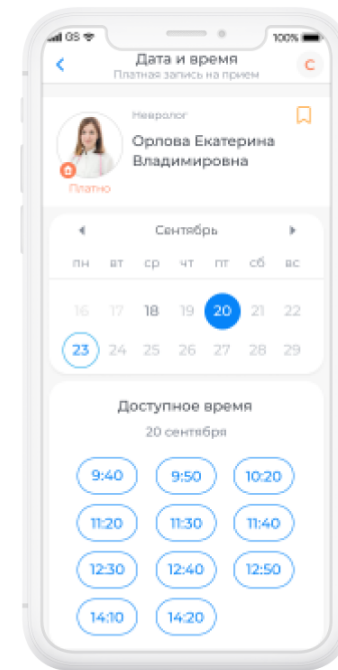 GS 100%
Дата и время
Платная запись на прием
С
Невролог
Орлова Екатерина
Владимировна
Платно
Сентябрь
пн вт ср чт пт сб вс
16 17 18 19 20 21 22
23 24 25 26 27 28 29
Доступное время
20 сентября
9:40 9:50 10:20
11:20 11:30 11:40
12:30 12:40 12:50
14:10 14:20